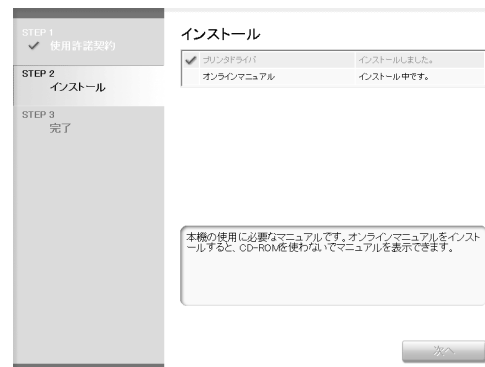 STEP 1
使用許諾契約
STEP 2
インストール
STEP 3
完了
インストール
プリンタドライバ インストールしました。
オンラインマニュアル インストール中です。
本機の使用に必要なマニュアルです。オンラインマニュアルをインスト
ールすると、CD-ROMを使わないでマニュアルを表示できます。
次へ